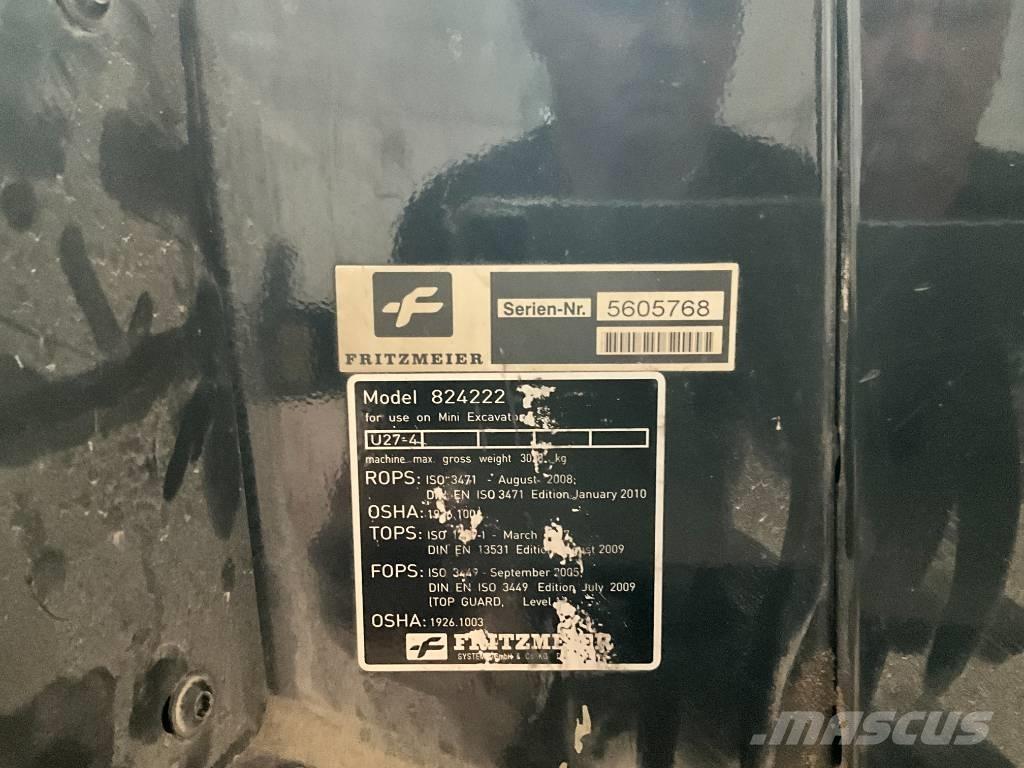 FRITZMEIER
Serien-Nr. 5605768
Model 824222
for use on Mini
U27-4
machine max. gross weight kg
ROPS: ISO 3471 - August 2008;
DIN EN ISO 3471 Edition January 2010
OSHA:
TOPS: ISO - March
DIN EN 13531 2009
FOPS: ISO 3449 - September 2005;
DIN EN ISO 3449 Edition July 2009
(TOP GUARD, Level
OSHA: 1926.1003
FRITZMEIER
MASCUS